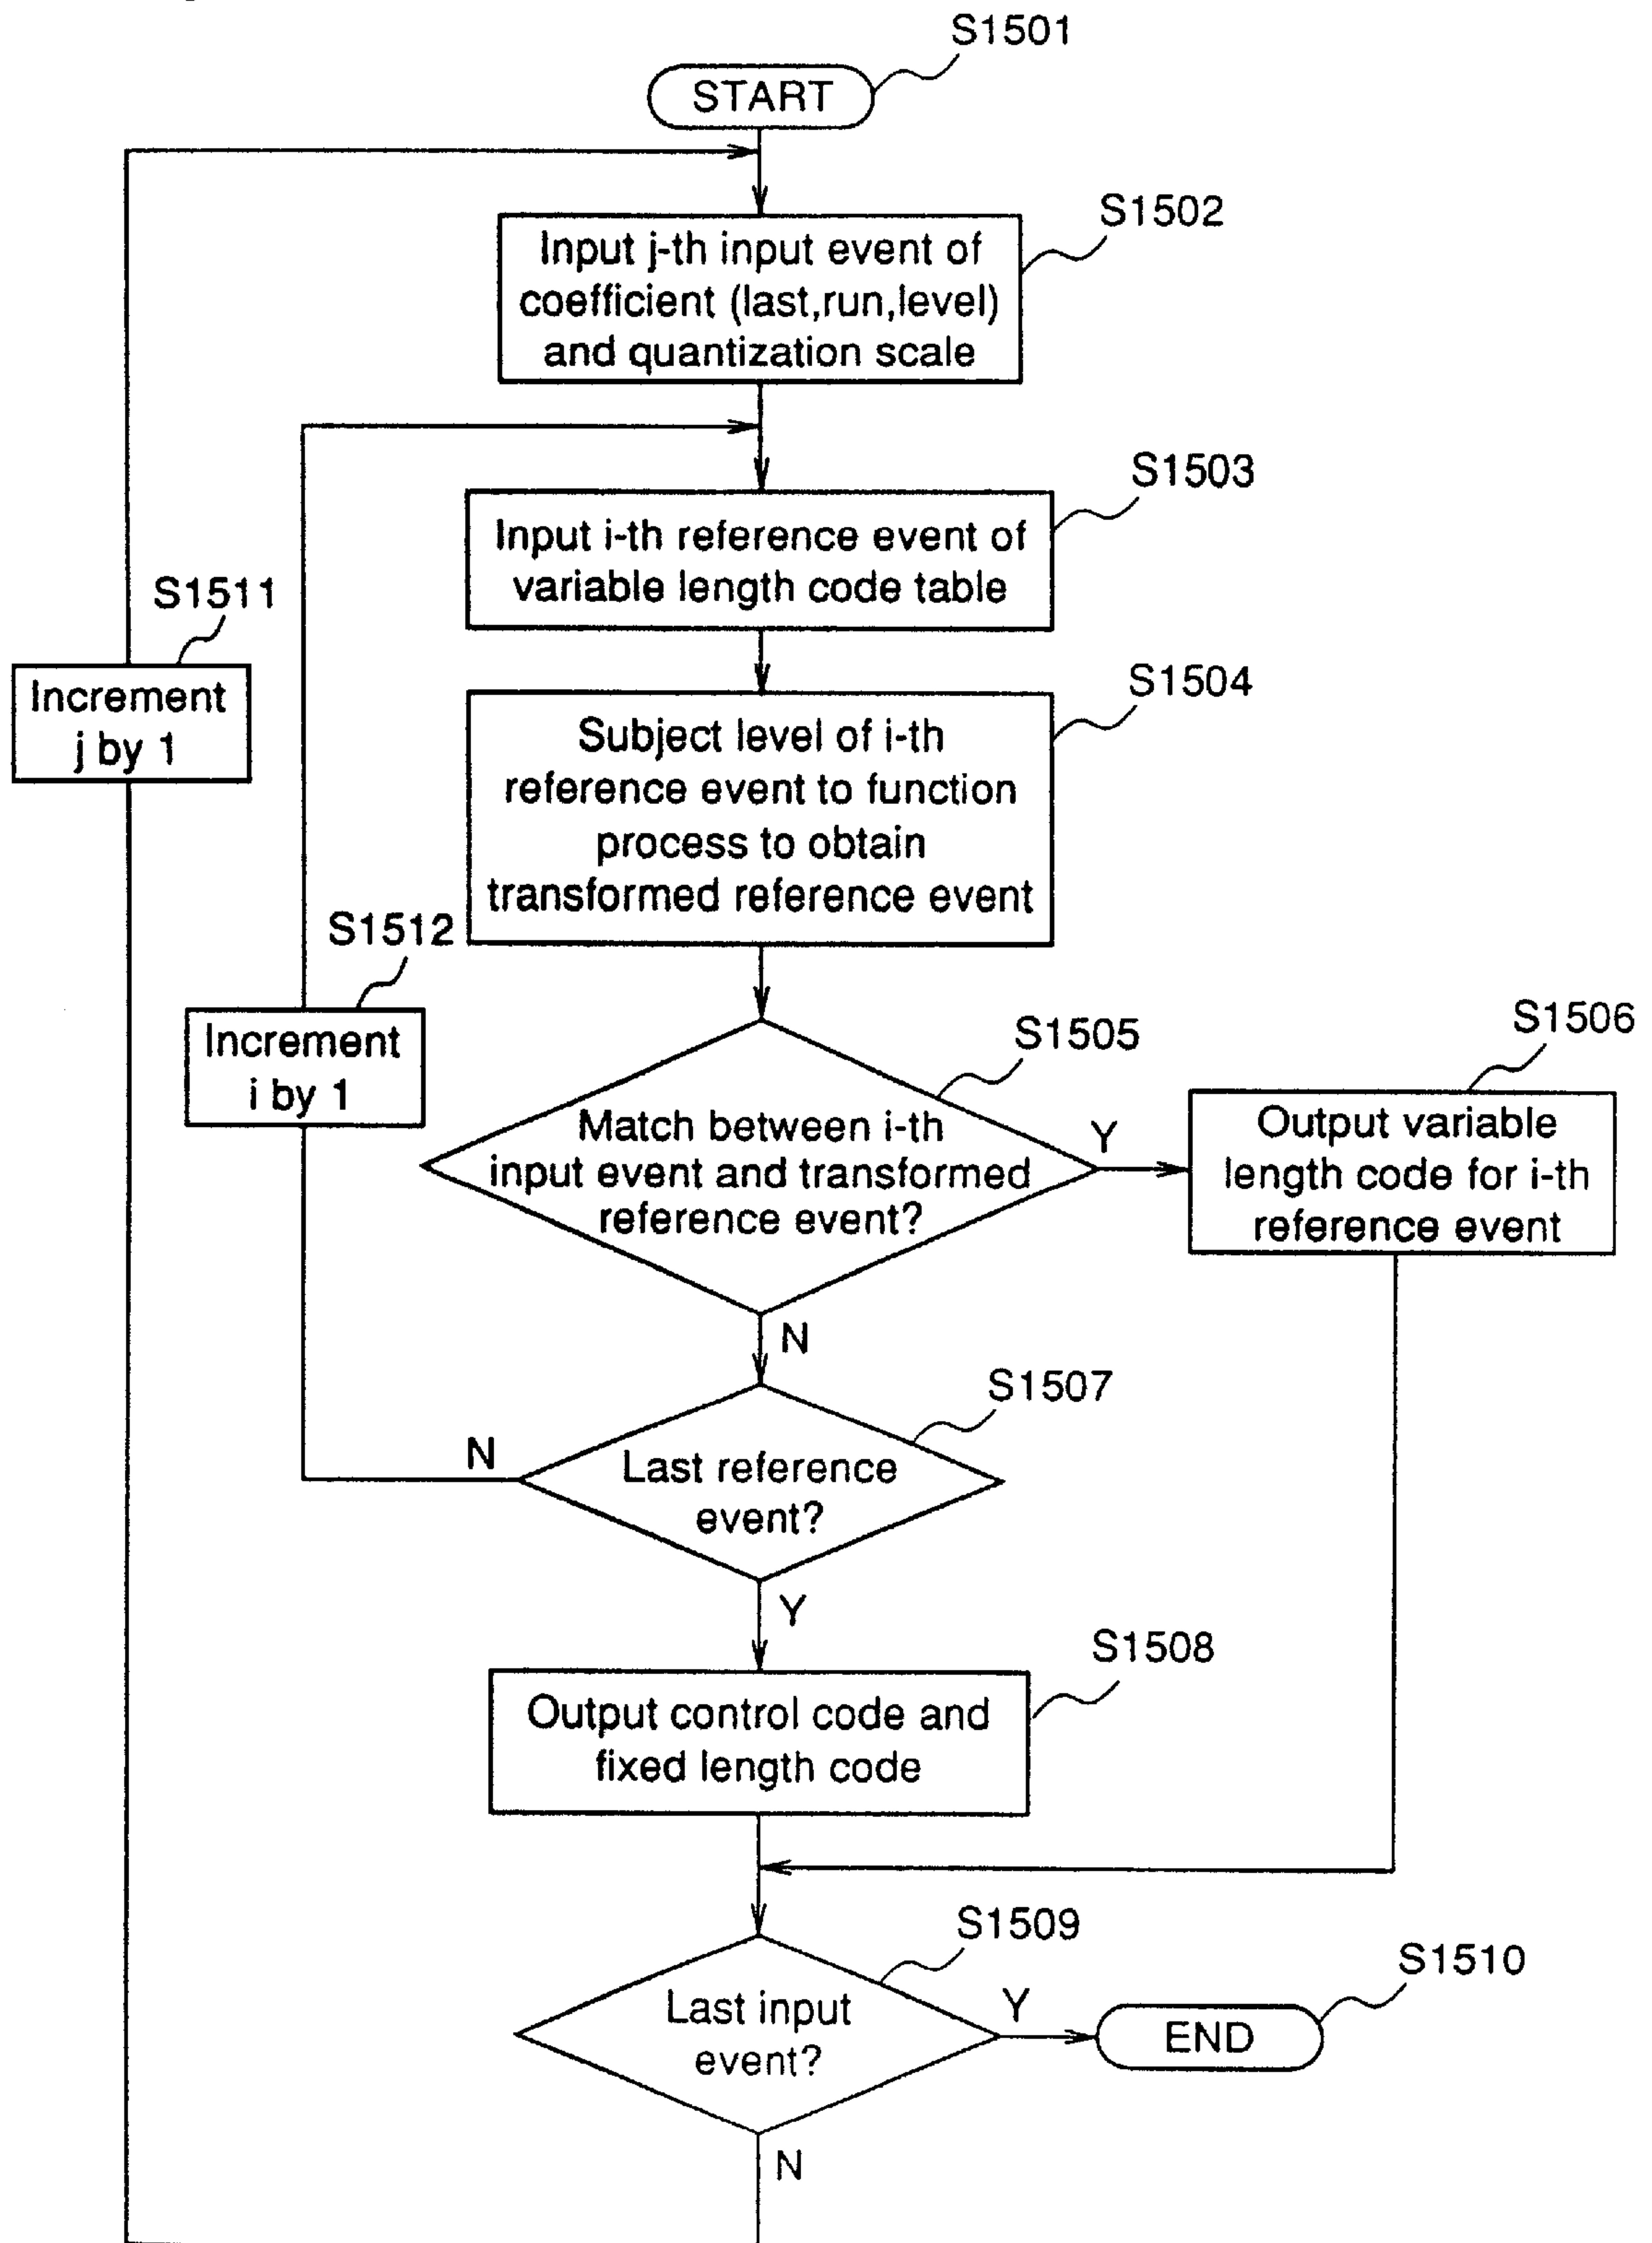 S1501
START
S1502
Input j-th input event of
coefficient (last,run,level)
and quantization scale
S1503
Input i-th reference event of
variable length code table
S1511
Increment
j by 1
S1504
Subject level of i-th
reference event to function
process to obtain
transformed reference event
S1512
Increment
i by 1
S1505
Match between i-th
input event and transformed
reference event?
Y
S1506
Output variable
length code for i-th
reference event
N
S1507
N
Last reference
event?
Y
S1508
Output control code and
fixed length code
S1509
Last input
event?
Y
S1510
END
N